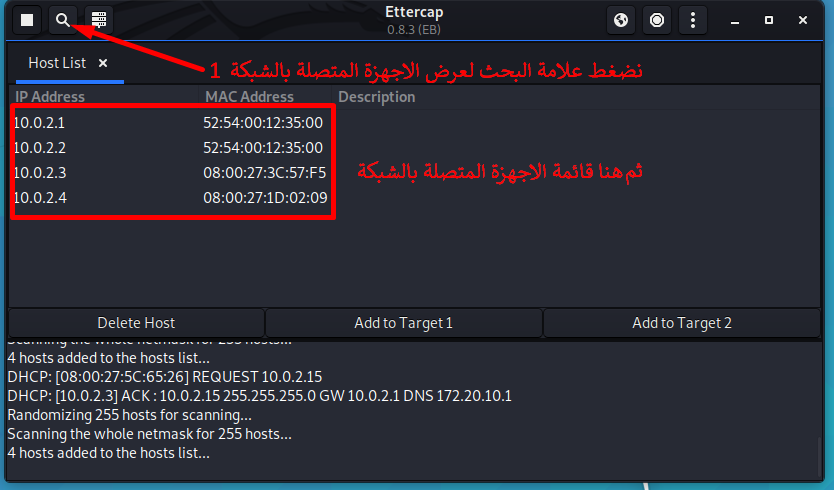 Ettercap
0.8.3 (EB)
Host List ×
نضغط علامة البحث لعرض الاجهزة المتصلة بالشبكة 1
IP Address MAC Address Description
10.0.2.1 52:54:00:12:35:00
10.0.2.2 52:54:00:12:35:00
10.0.2.3 08:00:27:3C:57:F5
10.0.2.4 08:00:27:1D:02:09
ثم هنا قائمة الاجهزة المتصلة بالشبكة
Delete Host Add to Target 1 Add to Target 2
Scanning the whole netmask for 255 hosts...
4 hosts added to the hosts list...
DHCP: [08:00:27:5C:65:26] REQUEST 10.0.2.15
DHCP: [10.0.2.3] ACK : 10.0.2.15 255.255.255.0 GW 10.0.2.1 DNS 172.20.10.1
Randomizing 255 hosts for scanning...
Scanning the whole netmask for 255 hosts...
4 hosts added to the hosts list...